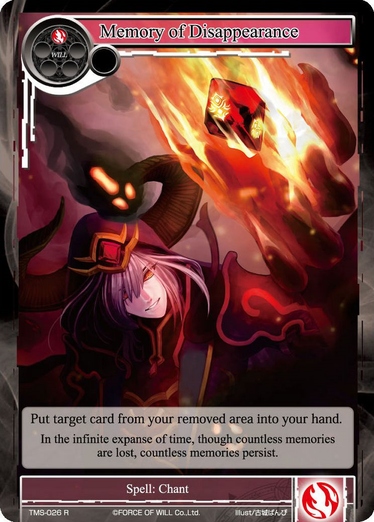 Memory of Disappearance
WILL
Put target card from your removed area into your hand.
In the infinite expanse of time, though countless memories
are lost, countless memories persist.
Spell: Chant
TMS-026 R ©FORCE OF WILL Co.,Ltd. Illust/古城ぱんび